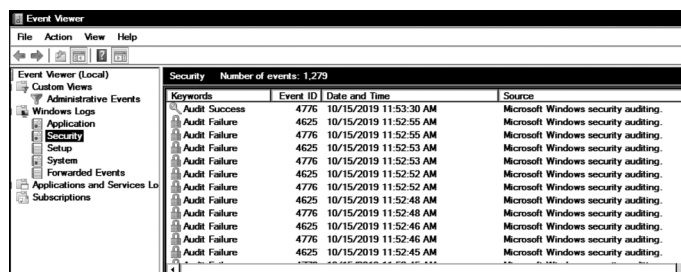 Event Viewer
File Action View Help
Event Viewer (Local)
Custom Views
Administrative Events
Windows Logs
Application
Security
Setup
System
Forwarded Events
Applications and Services Lo
Subscriptions
Security Number of events: 1,279
Keywords Event ID Date and Time Source
Audit Success 4776 10/15/2019 11:53:30 AM Microsoft Windows security auditing.
Audit Failure 4625 10/15/2019 11:52:55 AM Microsoft Windows security auditing.
Audit Failure 4776 10/15/2019 11:52:55 AM Microsoft Windows security auditing.
Audit Failure 4625 10/15/2019 11:52:53 AM Microsoft Windows security auditing.
Audit Failure 4776 10/15/2019 11:52:53 AM Microsoft Windows security auditing.
Audit Failure 4625 10/15/2019 11:52:52 AM Microsoft Windows security auditing.
Audit Failure 4776 10/15/2019 11:52:52 AM Microsoft Windows security auditing.
Audit Failure 4625 10/15/2019 11:52:48 AM Microsoft Windows security auditing.
Audit Failure 4776 10/15/2019 11:52:48 AM Microsoft Windows security auditing.
Audit Failure 4625 10/15/2019 11:52:46 AM Microsoft Windows security auditing.
Audit Failure 4776 10/15/2019 11:52:46 AM Microsoft Windows security auditing.
Audit Failure 4625 10/15/2019 11:52:45 AM Microsoft Windows security auditing.